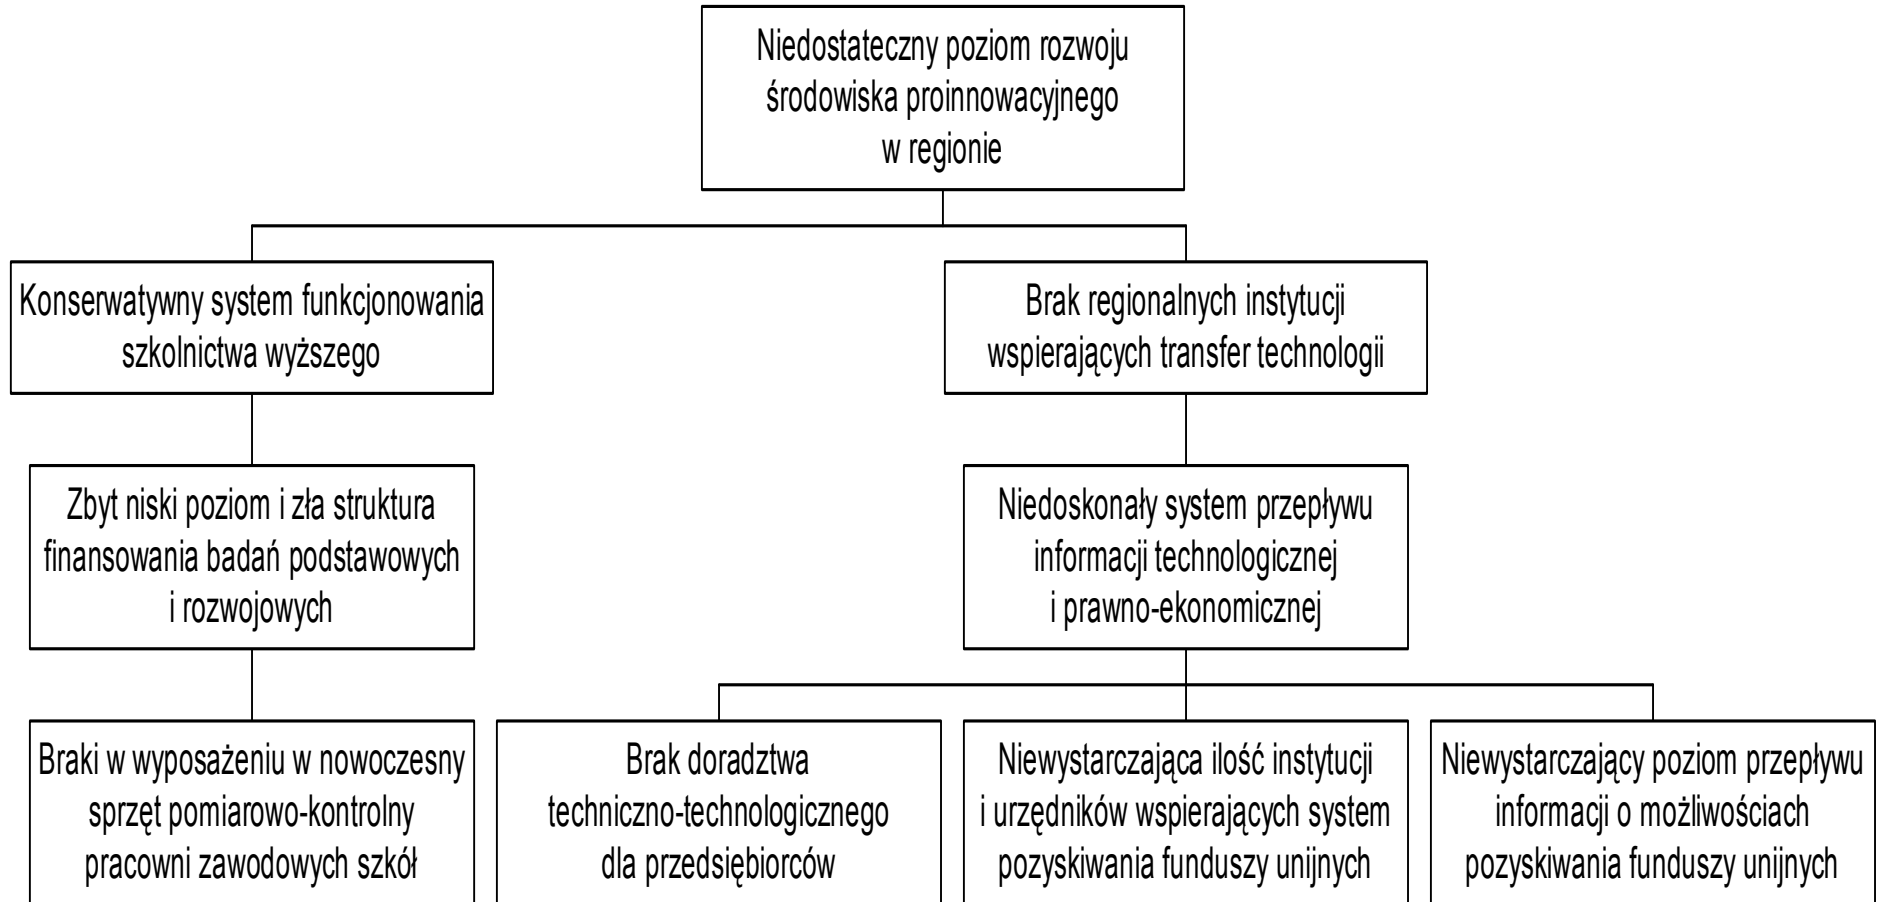 Niedostateczny poziom rozwoju
środowiska proinnowacyjnego
w regionie
Konserwatywny system funkcjonowania
szkolnictwa wyższego
Brak regionalnych instytucji
wspierających transfer technologii
Zbyt niski poziom i zła struktura
finansowania badań podstawowych
i rozwojowych
Niedoskonały system przepływu
informacji technologicznej
i prawno-ekonomicznej
Braki w wyposażeniu w nowoczesny
sprzęt pomiarowo-kontrolny
pracowni zawodowych szkół
Brak doradztwa
techniczno-technologicznego
dla przedsiębiorców
Niewystarczająca ilość instytucji
i urzędników wspierających system
pozyskiwania funduszy unijnych
Niewystarczający poziom przepływu
informacji o możliwościach
pozyskiwania funduszy unijnych